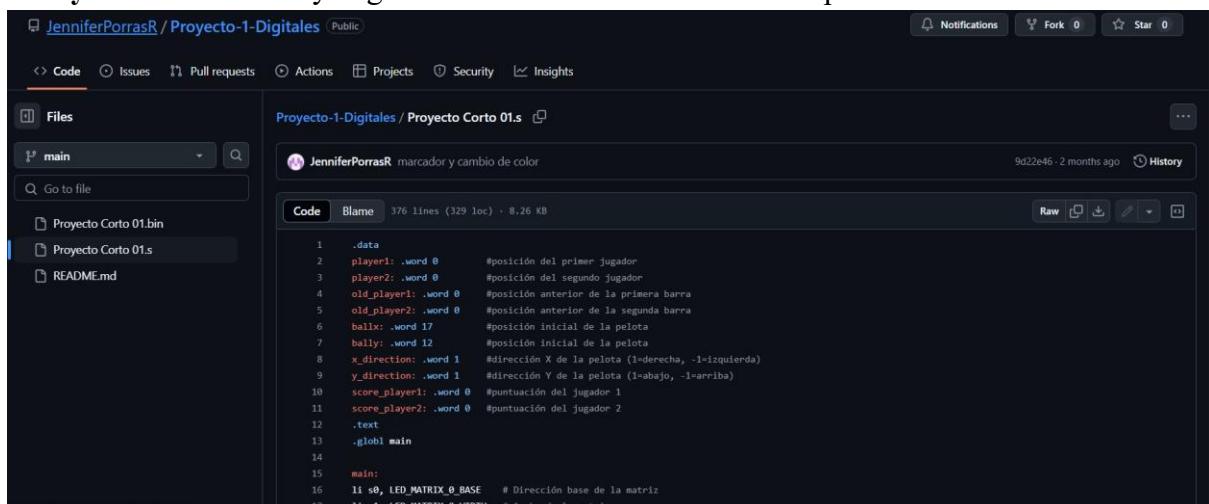 JenniferPorrasR / Proyecto-1-Digitales Public
Notifications Fork 0 Star 0
Code Issues Pull requests Actions Projects Security Insights
Files
main
Go to file
Proyecto Corto 01.bin
Proyecto Corto 01.s
README.md
Proyecto-1-Digitales / Proyecto Corto 01.s
JenniferPorrasR marcador y cambio de color
9d22e46 · 2 months ago History
Code Blame 376 lines (329 loc) · 8.26 KB
Raw
1 .data
2 player1: .word 0 #posición del primer jugador
3 player2: .word 0 #posición del segundo jugador
4 old_player1: .word 0 #posición anterior de la primera barra
5 old_player2: .word 0 #posición anterior de la segunda barra
6 ballx: .word 17 #posición inicial de la pelota
7 bally: .word 12 #posición inicial de la pelota
8 x_direction: .word 1 #dirección X de la pelota (1=derecha, -1=izquierda)
9 y_direction: .word 1 #dirección Y de la pelota (1=abajo, -1=arriba)
10 score_player1: .word 0 #puntuación del jugador 1
11 score_player2: .word 0 #puntuación del jugador 2
12 .text
13 .globl main
14
15 main:
16 li s0, LED_MATRIX_0_BASE # Dirección base de la matriz